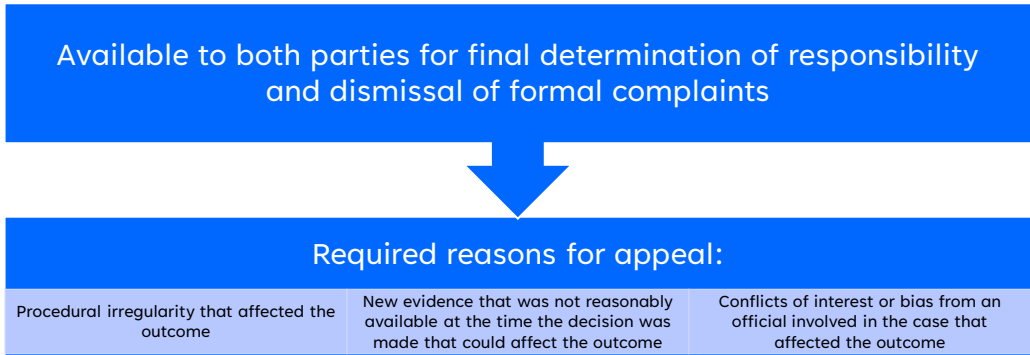 Available to both parties for final determination of responsibility
and dismissal of formal complaints
Required reasons for appeal:
Procedural irregularity that affected the
outcome
New evidence that was not reasonably
available at the time the decision was
made that could affect the outcome
Conflicts of interest or bias from an
official involved in the case that
affected the outcome